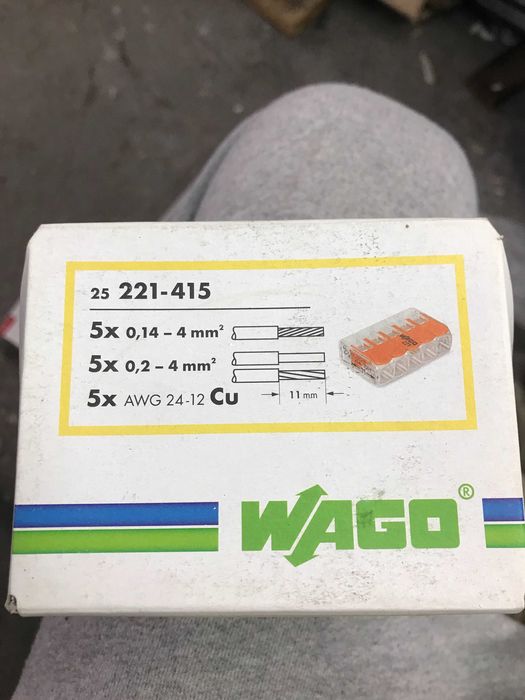 25 221-415
5x 0,14 – 4 mm²
5x 0,2 – 4 mm²
5x AWG 24-12 Cu
11 mm
WAGO
WAGO®